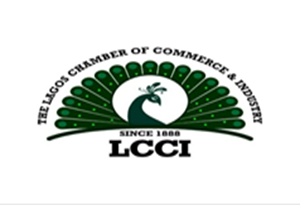 THE LAGOS CHAMBER OF COMMERCE & INDUSTRY
SINCE 1888
LCCI